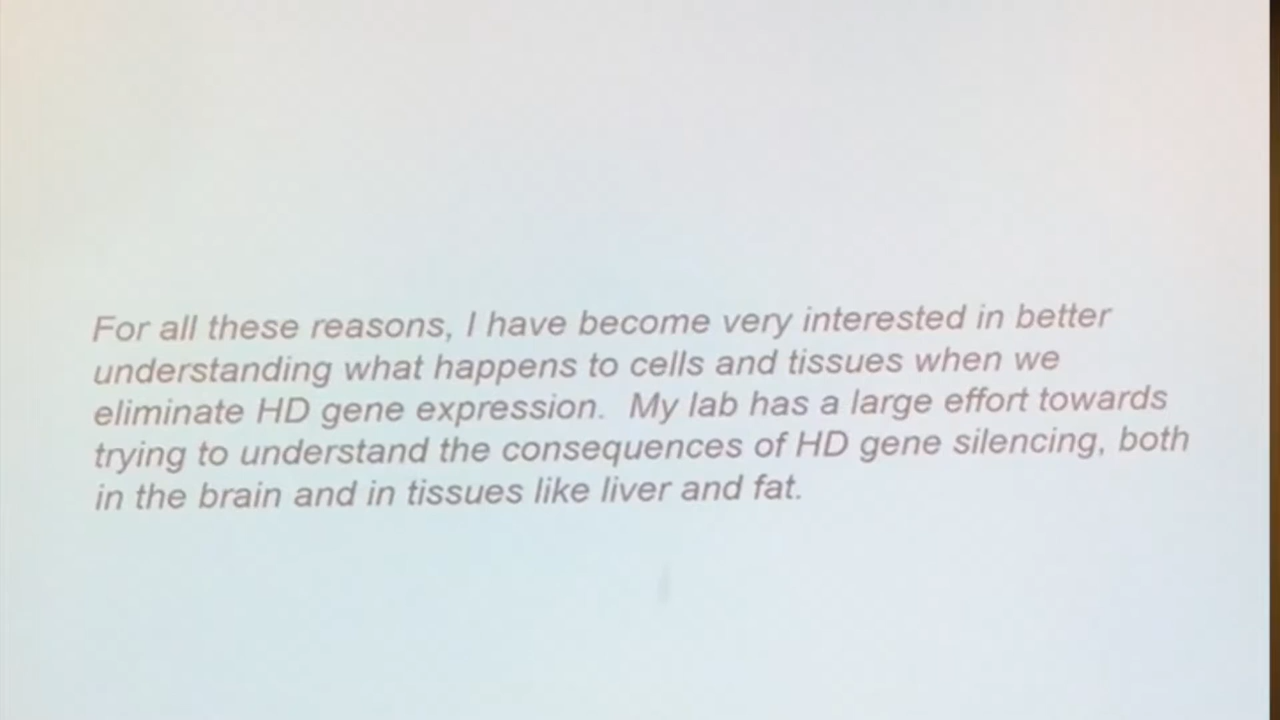 For all these reasons, I have become very interested in better
understanding what happens to cells and tissues when we
eliminate HD gene expression.  My lab has a large effort towards
trying to understand the consequences of HD gene silencing, both
in the brain and in tissues like liver and fat.